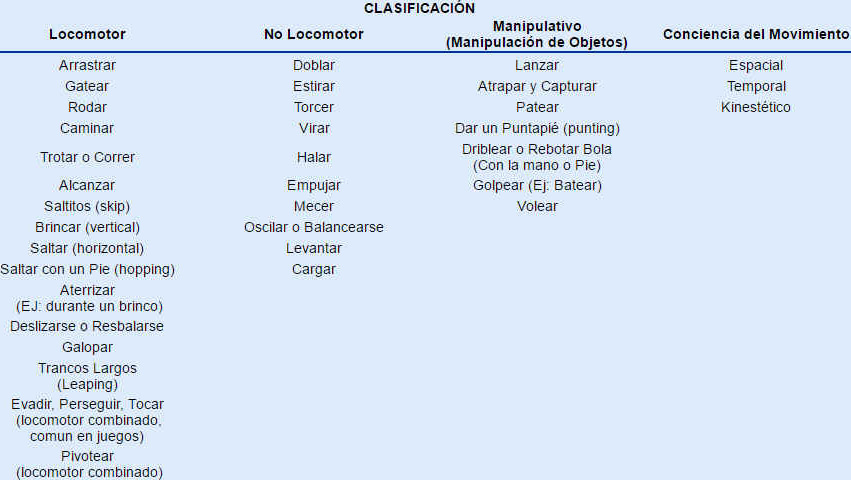 CLASIFICACIÓN
Locomotor No Locomotor Manipulativo (Manipulación de Objetos) Conciencia del Movimiento
Arrastrar Doblar Lanzar Espacial
Gatear Estirar Atrapar y Capturar Temporal
Rodar Torcer Patear Kinestético
Caminar Virar Dar un Puntapié (punting)
Trotar o Correr Halar Driblear o Rebotar Bola (Con la mano o Pie)
Alcanzar Empujar Golpear (Ej: Batear)
Saltitos (skip) Mecer Volear
Brincar (vertical) Oscilar o Balancearse
Saltar (horizontal) Levantar
Saltar con un Pie (hopping) Cargar
Aterrizar
(EJ: durante un brinco)
Deslizarse o Resbalarse
Galopar
Trancos Largos
(Leaping)
Evadir, Perseguir, Tocar
(locomotor combinado,
comun en juegos)
Pivotear
(locomotor combinado)